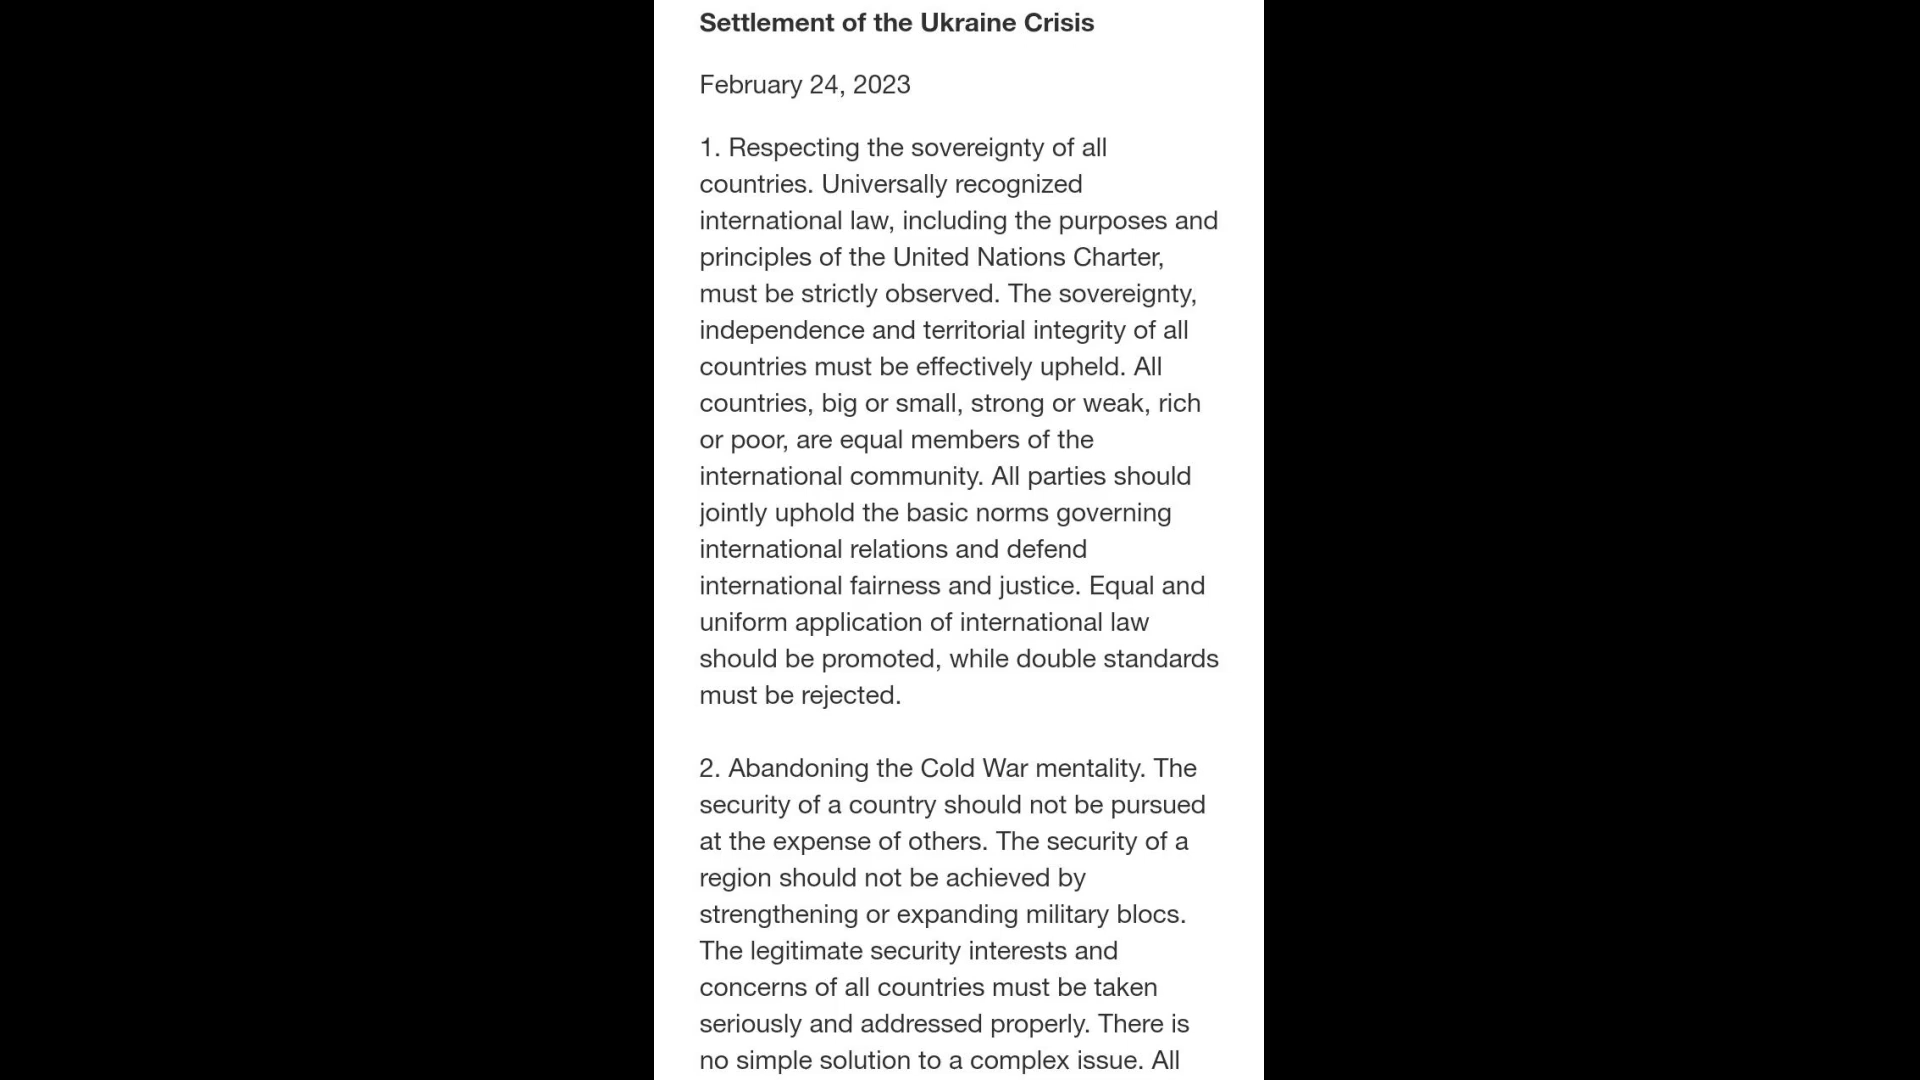 Settlement of the Ukraine Crisis
February 24, 2023
1. Respecting the sovereignty of all
countries. Universally recognized
international law, including the purposes and
principles of the United Nations Charter,
must be strictly observed. The sovereignty,
independence and territorial integrity of all
countries must be effectively upheld. All
countries, big or small, strong or weak, rich
or poor, are equal members of the
international community. All parties should
jointly uphold the basic norms governing
international relations and defend
international fairness and justice. Equal and
uniform application of international law
should be promoted, while double standards
must be rejected.
2. Abandoning the Cold War mentality. The
security of a country should not be pursued
at the expense of others. The security of a
region should not be achieved by
strengthening or expanding military blocs.
The legitimate security interests and
concerns of all countries must be taken
seriously and addressed properly. There is
no simple solution to a complex issue. All